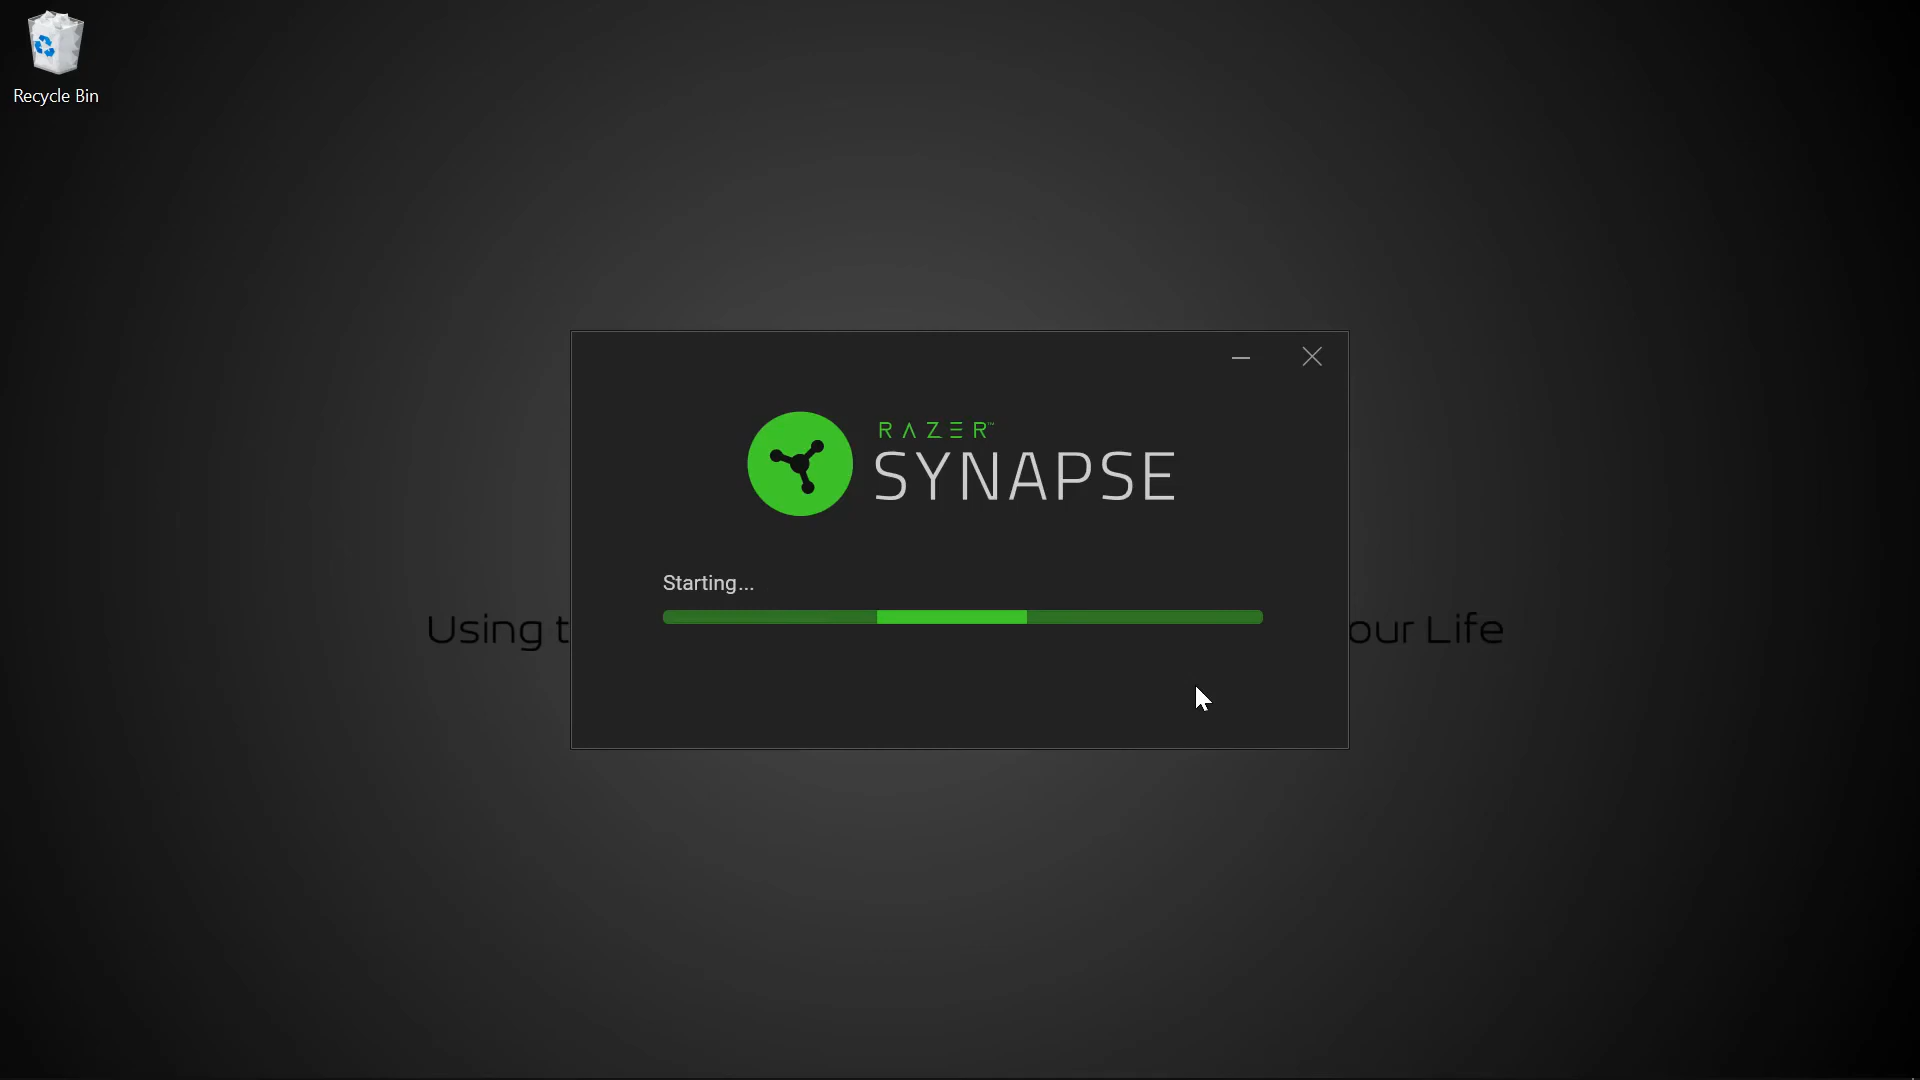 Recycle Bin
RAZER™
SYNAPSE
Starting...
Using t
our Life